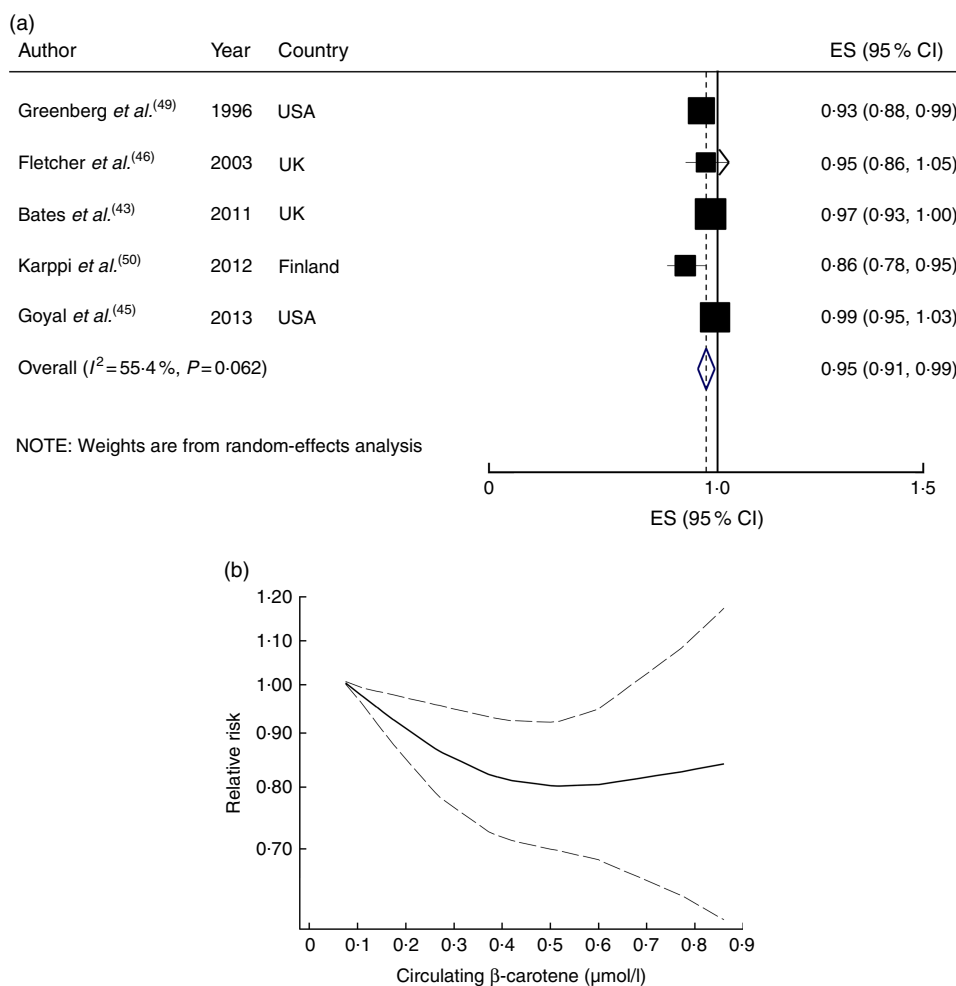 (a)
Author Year Country ES (95 % CI)
Greenberg et al.(49) 1996 USA 0·93 (0·88, 0·99)
Fletcher et al.(46) 2003 UK 0·95 (0·86, 1·05)
Bates et al.(43) 2011 UK 0·97 (0·93, 1·00)
Karppi et al.(50) 2012 Finland 0·86 (0·78, 0·95)
Goyal et al.(45) 2013 USA 0·99 (0·95, 1·03)
Overall (I2=55·4 %, P=0·062) 0·95 (0·91, 0·99)
NOTE: Weights are from random-effects analysis
0 1·0 1·5
ES (95 % CI)
(b)
1·20
1·10
1·00
0·90
0·80
0·70
Relative risk
0 0·1 0·2 0·3 0·4 0·5 0·6 0·7 0·8 0·9
Circulating β-carotene (µmol/l)